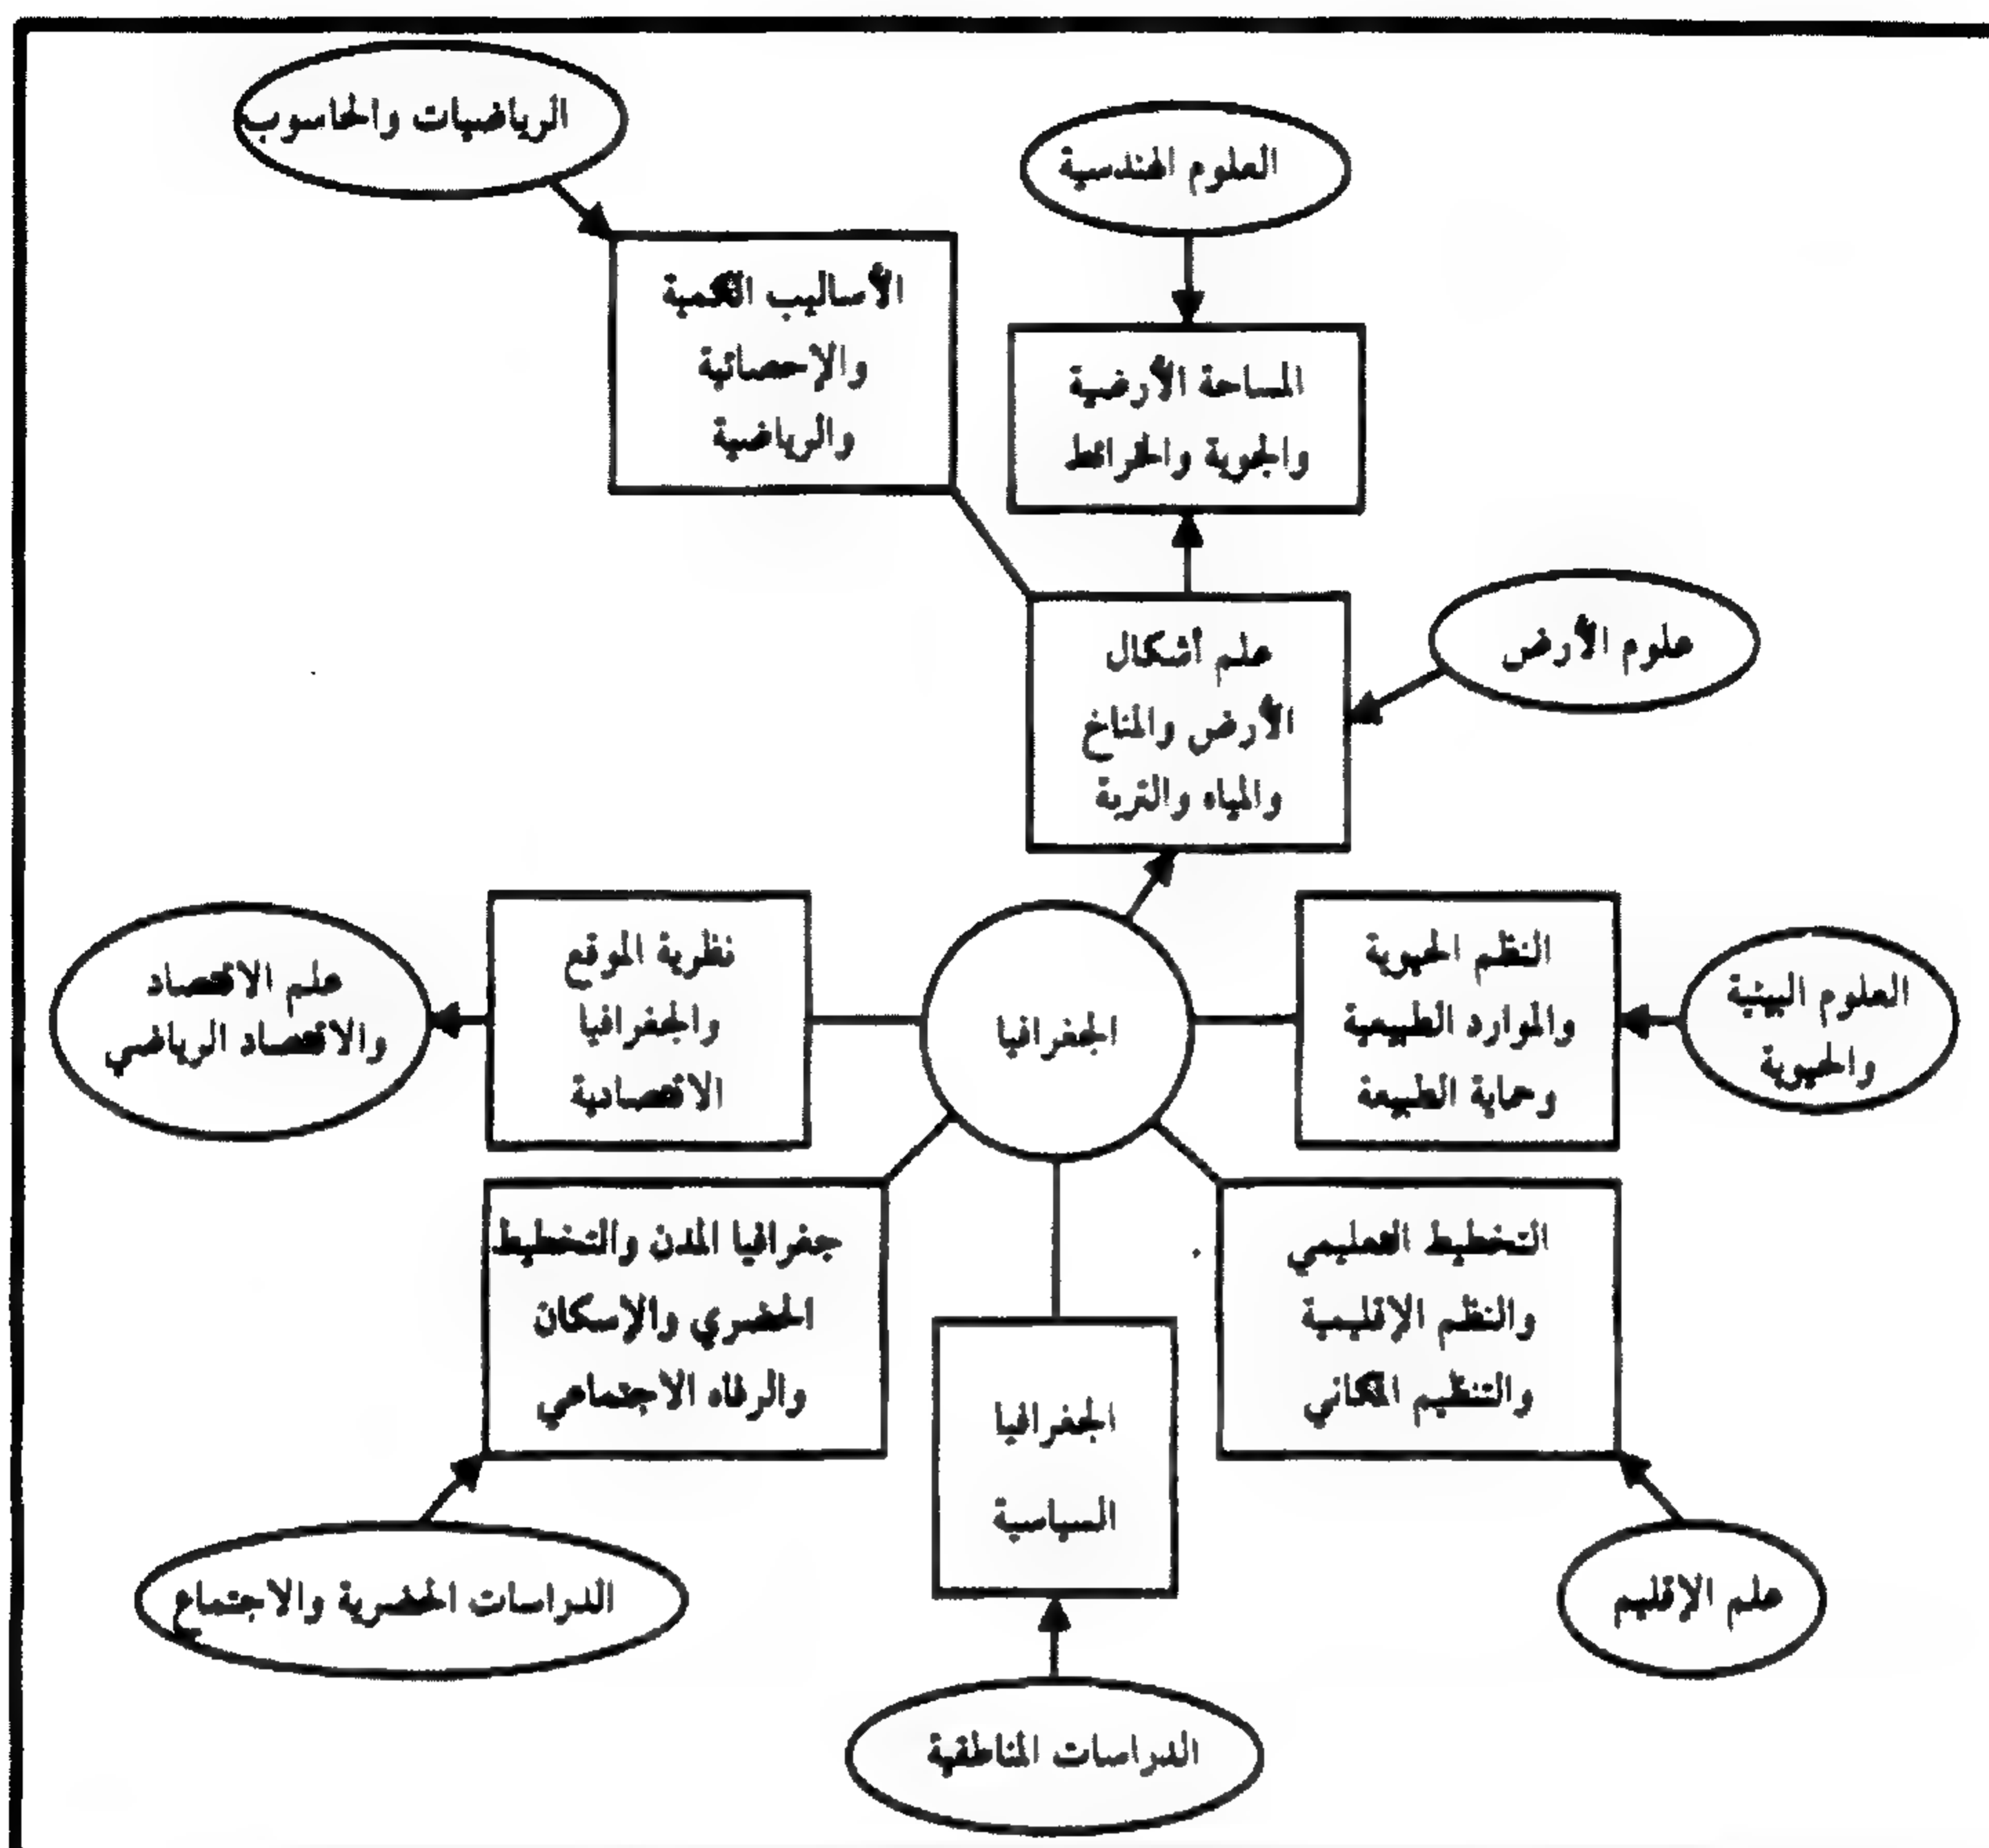 الرياضيات والحاسوب
العلوم الهندسية
الأساليب الكمية
والإحصائية
والرياضية
المساحة الأرضية
والجوية والخرائط
علوم الأرض
علم أشكال
الأرض والمناخ
والمياه والتربة
النظم الحيوية
والموارد الطبيعية
وحماية الطبيعة
العلوم البيئية
والحيوية
الجغرافيا
نظرية الموقع
والجغرافيا
الاقتصادية
علم الاقتصاد
والاقتصاد الرياضي
التخطيط التعليمي
والنظم الإقليمية
والتنظيم المكاني
جغرافيا المدن والتخطيط
الحضري والإسكان
والرفاه الاجتماعي
الجغرافيا
السياسية
علم الإقليم
الدراسات الحضرية والاجتماع
الدراسات المناطقية